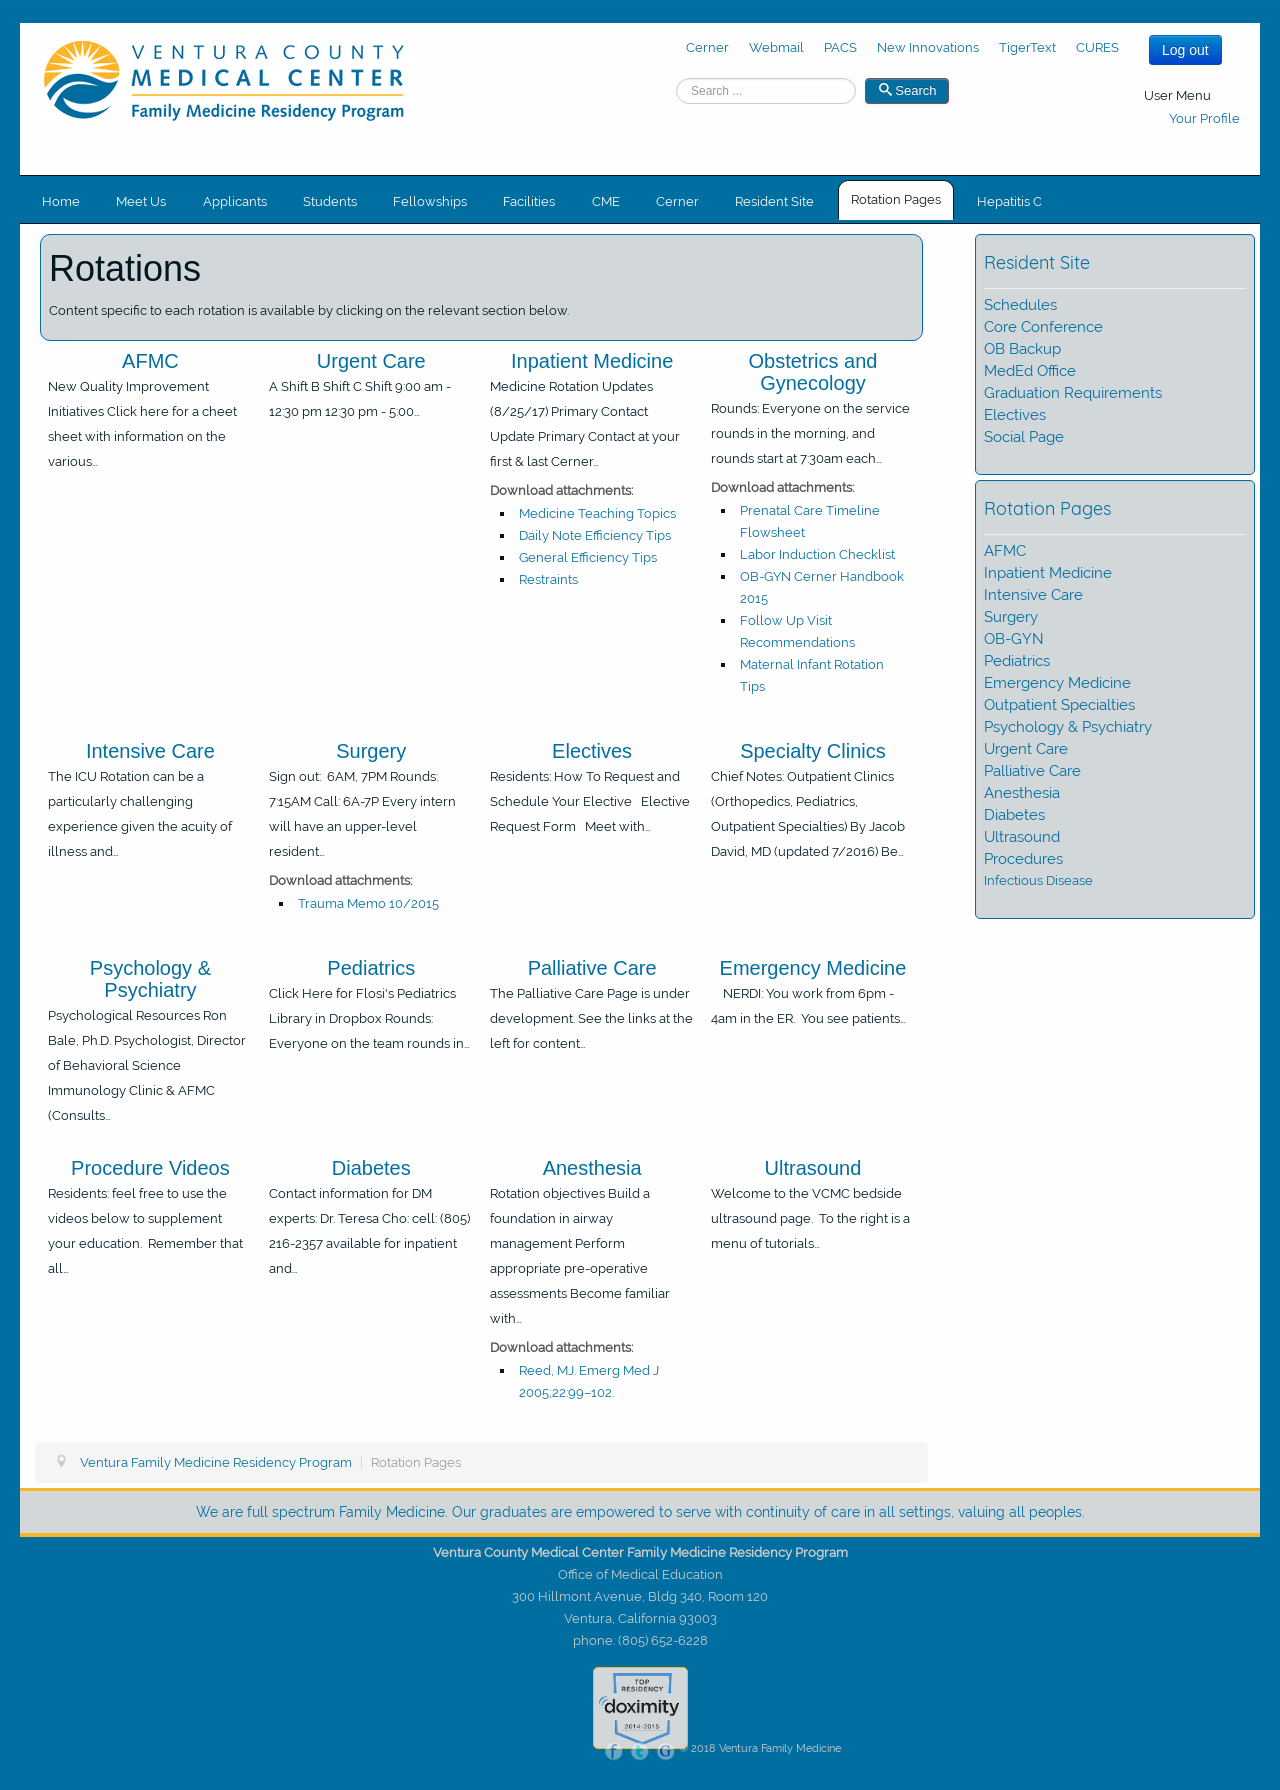 VENTURA COUNTY
MEDICAL CENTER
Family Medicine Residency Program
Cerner Webmail PACS New Innovations TigerText CURES
Log out
Search ... Search
User Menu
Your Profile
Home Meet Us Applicants Students Fellowships Facilities CME Cerner Resident Site Rotation Pages Hepatitis C
Rotations
Content specific to each rotation is available by clicking on the relevant section below.
AFMC
New Quality Improvement
Initiatives Click here for a cheet
sheet with information on the
various...
Urgent Care
A Shift B Shift C Shift 9:00 am -
12:30 pm 12:30 pm - 5:00...
Inpatient Medicine
Medicine Rotation Updates
(8/25/17) Primary Contact
Update Primary Contact at your
first & last Cerner...
Download attachments:
Medicine Teaching Topics
Daily Note Efficiency Tips
General Efficiency Tips
Restraints
Obstetrics and
Gynecology
Rounds: Everyone on the service
rounds in the morning, and
rounds start at 7:30am each...
Download attachments:
Prenatal Care Timeline
Flowsheet
Labor Induction Checklist
OB-GYN Cerner Handbook
2015
Follow Up Visit
Recommendations
Maternal Infant Rotation
Tips
Intensive Care
The ICU Rotation can be a
particularly challenging
experience given the acuity of
illness and...
Surgery
Sign out: 6AM, 7PM Rounds:
7:15AM Call: 6A-7P Every intern
will have an upper-level
resident...
Download attachments:
Trauma Memo 10/2015
Electives
Residents: How To Request and
Schedule Your Elective Elective
Request Form Meet with...
Specialty Clinics
Chief Notes: Outpatient Clinics
(Orthopedics, Pediatrics,
Outpatient Specialties) By Jacob
David, MD (updated 7/2016) Be...
Psychology &
Psychiatry
Psychological Resources Ron
Bale, Ph.D. Psychologist, Director
of Behavioral Science
Immunology Clinic & AFMC
(Consults...
Pediatrics
Click Here for Flosi's Pediatrics
Library in Dropbox Rounds:
Everyone on the team rounds in...
Palliative Care
The Palliative Care Page is under
development. See the links at the
left for content...
Emergency Medicine
NERDI: You work from 6pm -
4am in the ER. You see patients...
Procedure Videos
Residents: feel free to use the
videos below to supplement
your education. Remember that
all...
Diabetes
Contact information for DM
experts: Dr. Teresa Cho: cell: (805)
216-2357 available for inpatient
and...
Anesthesia
Rotation objectives Build a
foundation in airway
management Perform
appropriate pre-operative
assessments Become familiar
with...
Download attachments:
Reed, MJ. Emerg Med J
2005;22:99–102.
Ultrasound
Welcome to the VCMC bedside
ultrasound page. To the right is a
menu of tutorials...
Resident Site
Schedules
Core Conference
OB Backup
MedEd Office
Graduation Requirements
Electives
Social Page
Rotation Pages
AFMC
Inpatient Medicine
Intensive Care
Surgery
OB-GYN
Pediatrics
Emergency Medicine
Outpatient Specialties
Psychology & Psychiatry
Urgent Care
Palliative Care
Anesthesia
Diabetes
Ultrasound
Procedures
Infectious Disease
Ventura Family Medicine Residency Program | Rotation Pages
We are full spectrum Family Medicine. Our graduates are empowered to serve with continuity of care in all settings, valuing all peoples.
Ventura County Medical Center Family Medicine Residency Program
Office of Medical Education
300 Hillmont Avenue, Bldg 340, Room 120
Ventura, California 93003
phone: (805) 652-6228
TOP
RESIDENCY
doximity
2014-2015
f t G © 2018 Ventura Family Medicine